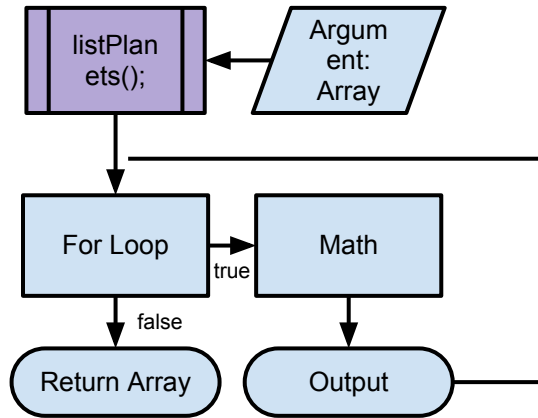 listPlan
ets();
Argum
ent:
Array
For Loop
true
Math
false
Return Array
Output